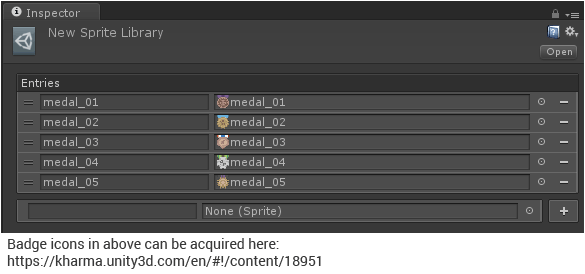 Inspector
New Sprite Library
Open
Entries
medal_01 medal_01
medal_02 medal_02
medal_03 medal_03
medal_04 medal_04
medal_05 medal_05
None (Sprite)
Badge icons in above can be acquired here:
https://kharma.unity3d.com/en/#!/content/18951